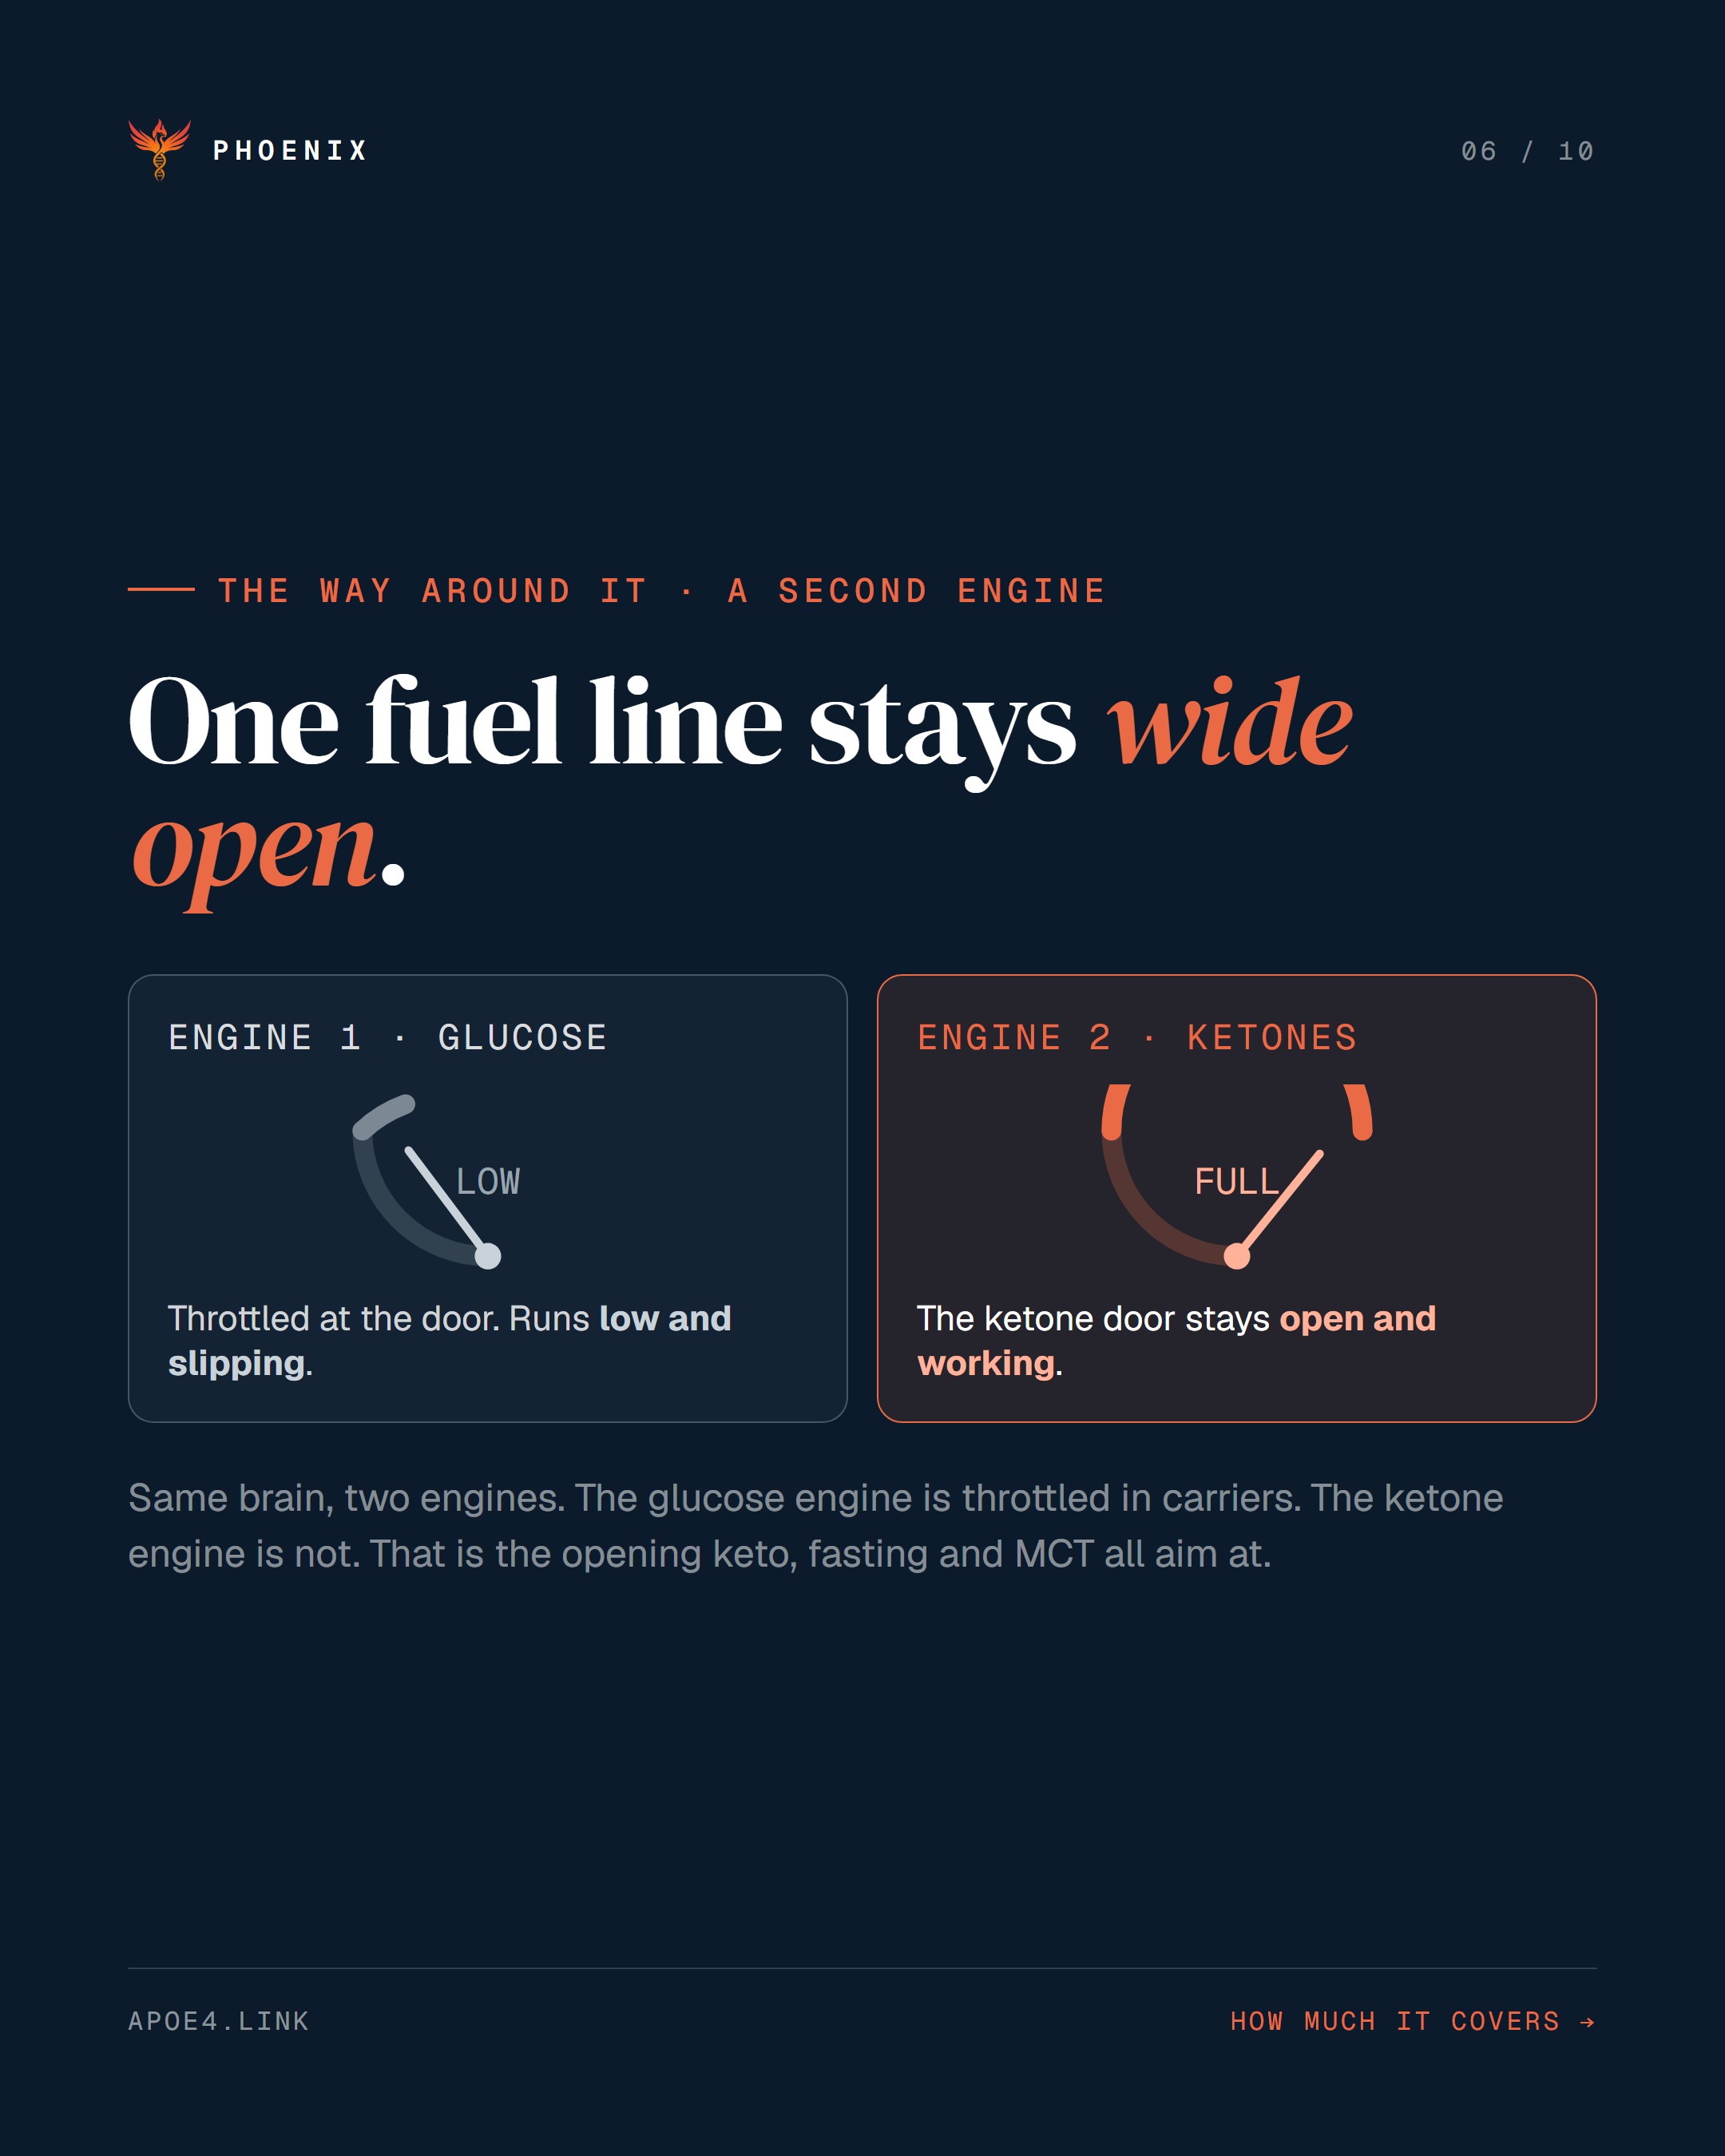 PHOENIX
06 / 10
THE WAY AROUND IT · A SECOND ENGINE
One fuel line stays wide
open.
ENGINE 1 · GLUCOSE
LOW
Throttled at the door. Runs low and
slipping.
ENGINE 2 · KETONES
FULL
The ketone door stays open and
working.
Same brain, two engines. The glucose engine is throttled in carriers. The ketone
engine is not. That is the opening keto, fasting and MCT all aim at.
APOE4.LINK
HOW MUCH IT COVERS →